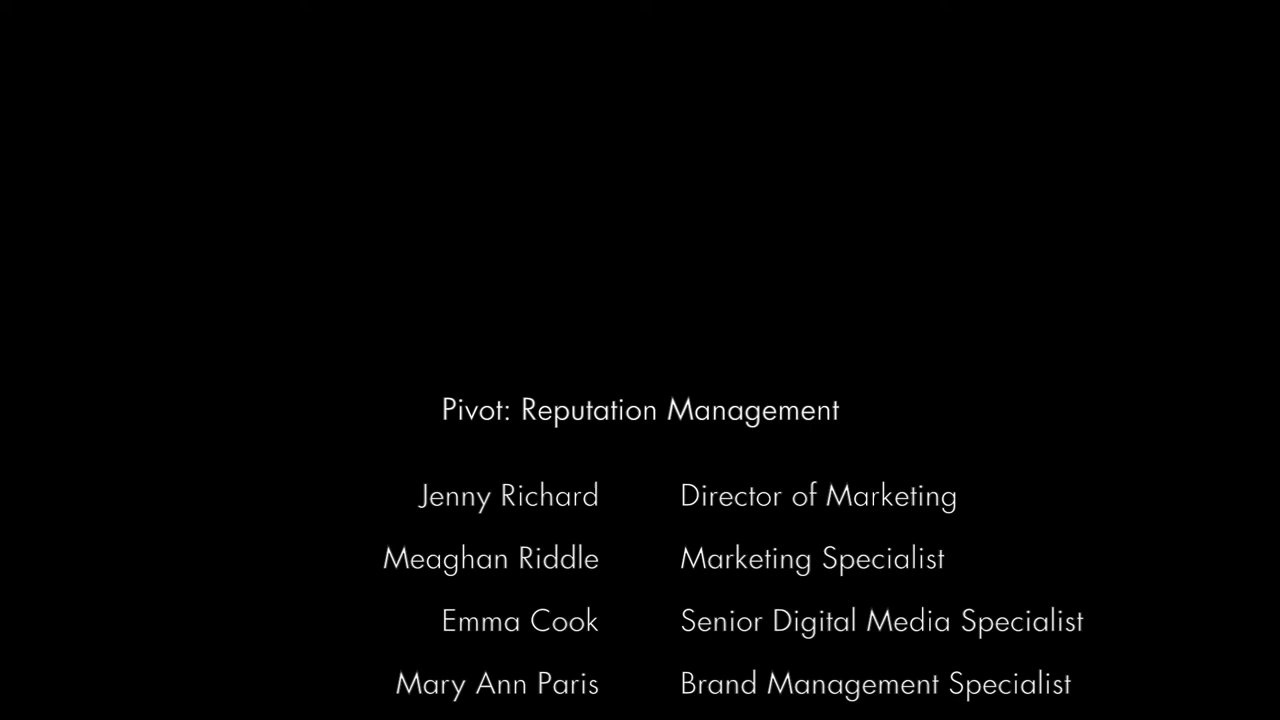 Pivot: Reputation Management
Jenny Richard Director of Marketing
Meaghan Riddle Marketing Specialist
Emma Cook Senior Digital Media Specialist
Mary Ann Paris Brand Management Specialist